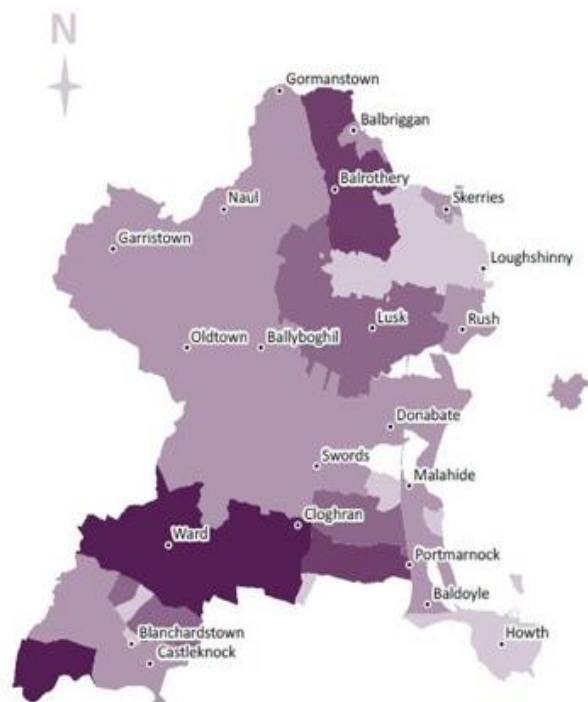 N
Gormanstown
Balbriggan
Balrothery
Naul
Skerries
Garristown
Loughshinny
Lusk
Rush
Oldtown
Ballyboghil
Donabate
Swords
Malahide
Cloghran
Ward
Portmarnock
Baldoyle
Blanchardstown
Howth
Castleknock